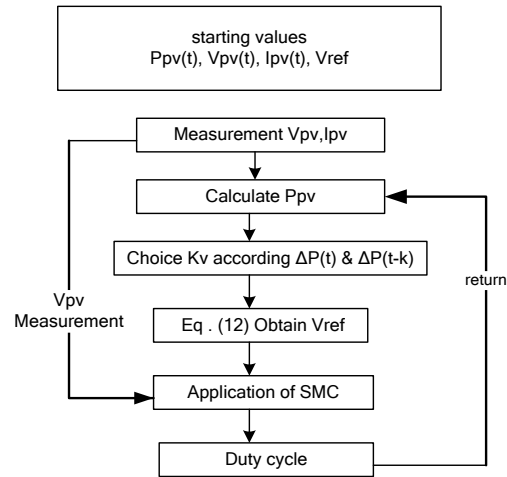 starting values
Ppv(t), Vpv(t), Ipv(t), Vref
Measurement Vpv,Ipv
Calculate Ppv
Choice Kv according ΔP(t) & ΔP(t-k)
return
Vpv
Measurement
Eq . (12) Obtain Vref
Application of SMC
Duty cycle